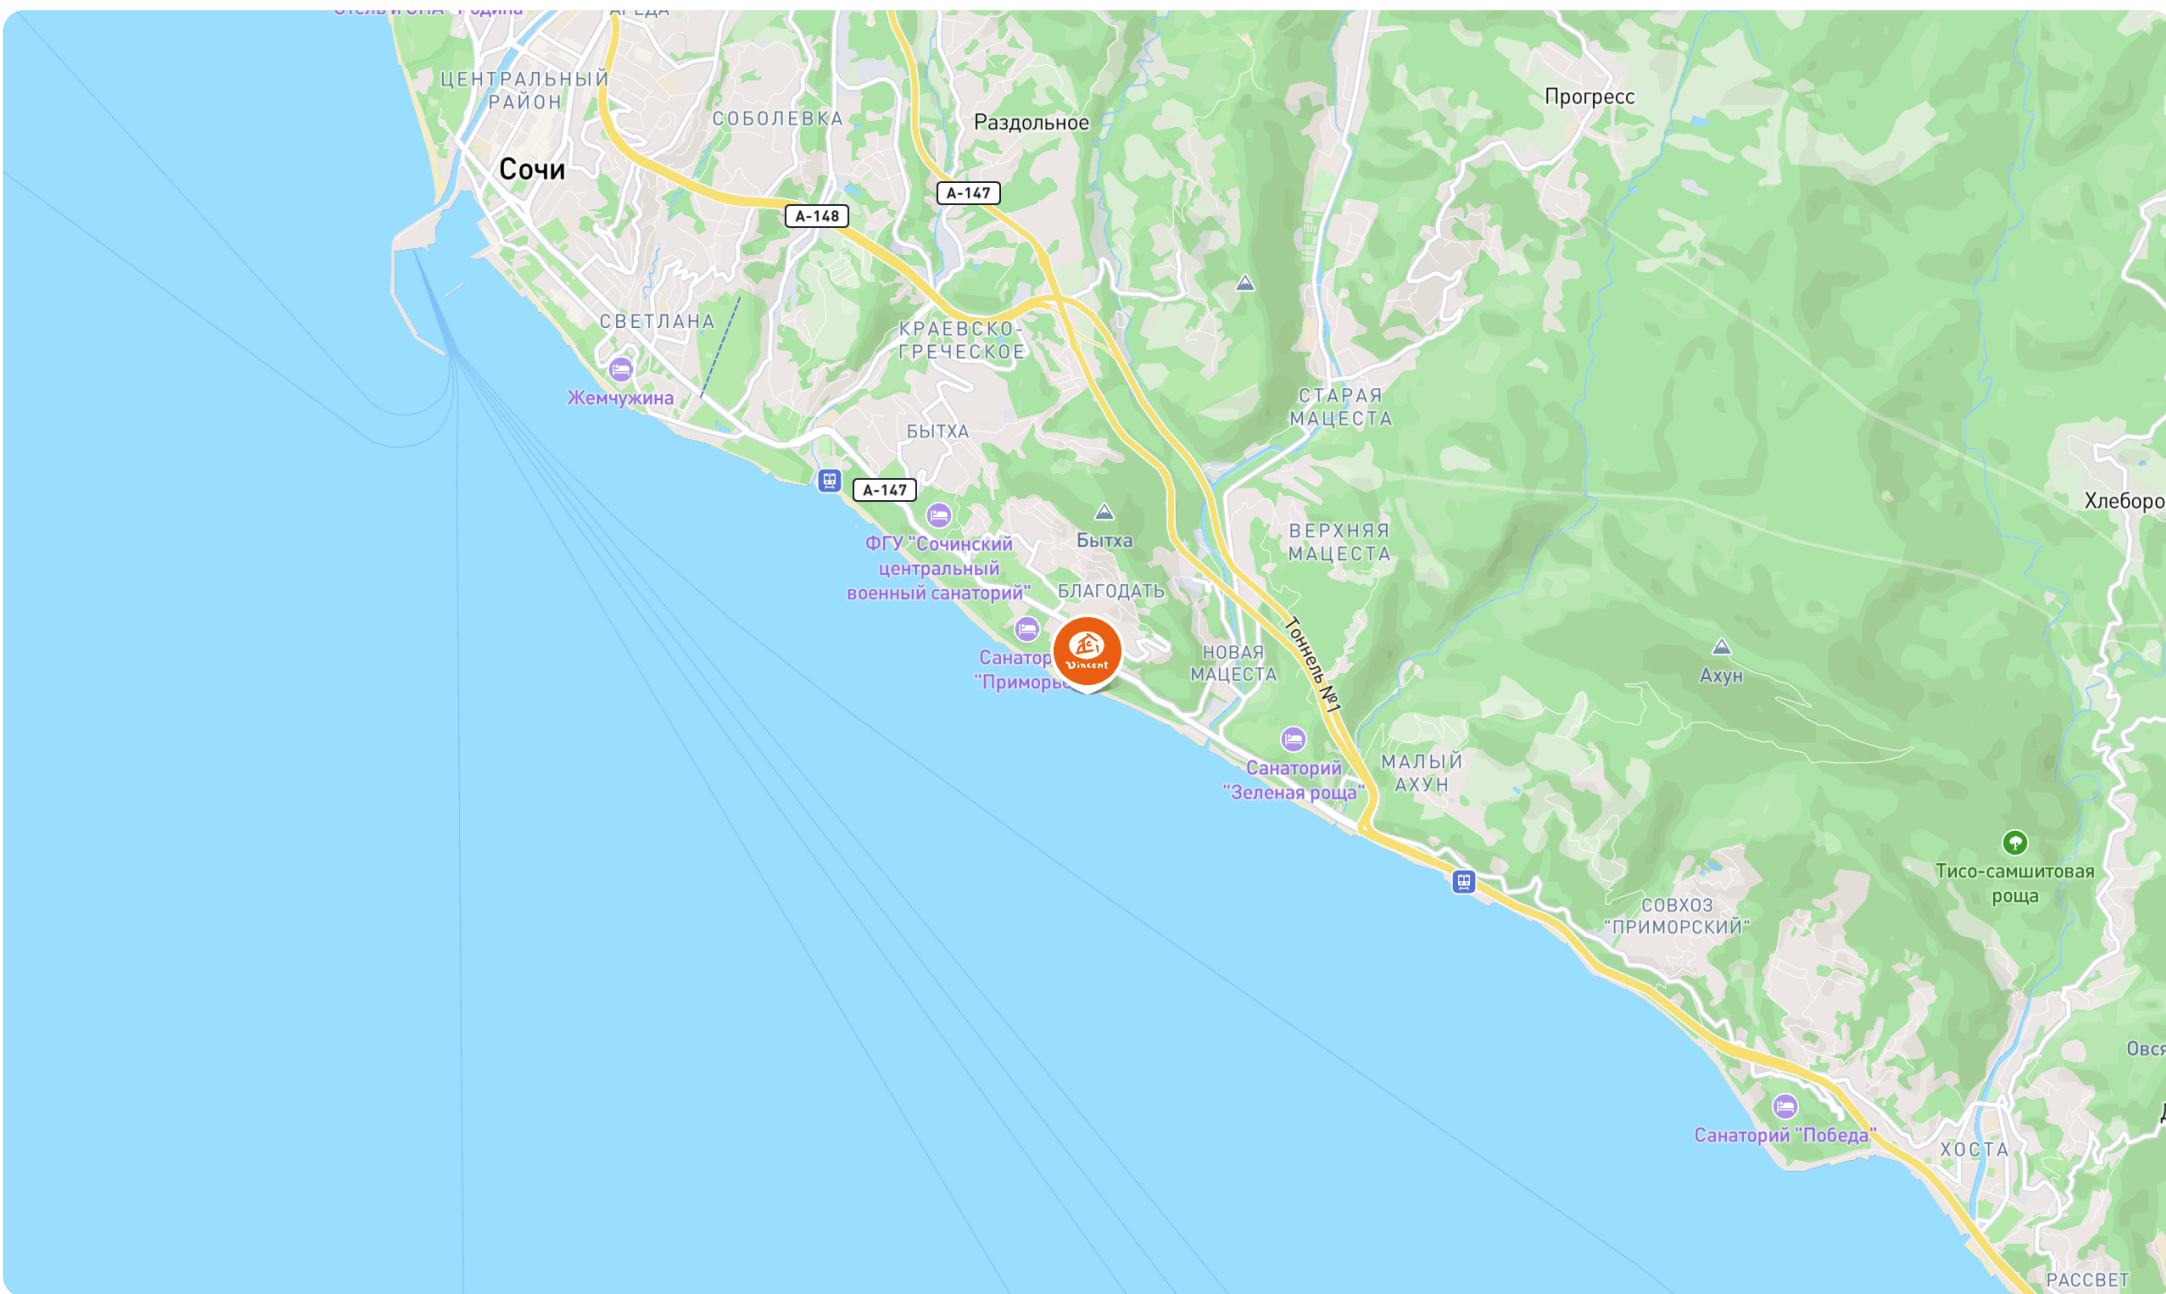 ЦЕНТРАЛЬНЫЙ
РАЙОН
СОБОЛЕВКА
Раздольное
Прогресс
Сочи
А-147
А-148
СВЕТЛАНА
КРАЕВСКО-
ГРЕЧЕСКОЕ
Жемчужина
СТАРАЯ
МАЦЕСТА
БЫТХА
А-147
Хлеборо
ФГУ "Сочинский
центральный
военный санаторий"
Бытха
ВЕРХНЯЯ
МАЦЕСТА
БЛАГОДАТЬ
Санатор
"Приморье
Vincent
НОВАЯ
МАЦЕСТА
Тоннель №1
Ахун
Санаторий
"Зеленая роща"
МАЛЫЙ
АХУН
Тисо-самшитовая
роща
СОВХОЗ
"ПРИМОРСКИЙ"
Овся
Санаторий "Победа"
ХОСТА
РАССВЕТ